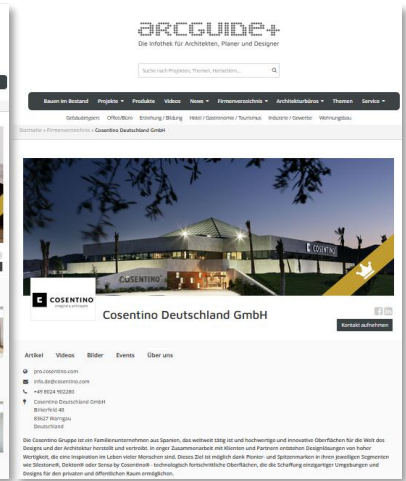 arcguide+
Die Infothek für Architekten, Planer und Designer
Suche nach Projekten, Themen, Herstellern...
Bauen im Bestand Projekte Produkte Videos News Firmenverzeichnis Architekturbüros Themen Service
Gebäudetypen: Office/Büro Erziehung / Bildung Hotel / Gastronomie / Tourismus Industrie / Gewerbe Wohnungsbau
Startseite » Firmenverzeichnis » Cosentino Deutschland GmbH
COSENTINO
COSENTINO
COSENTINO
imagine & anticipate
Cosentino Deutschland GmbH
Kontakt aufnehmen
Artikel Videos Bilder Events Über uns
pro.cosentino.com
info.de@cosentino.com
+49 8024 902280
Cosentino Deutschland GmbH
Birkerfeld 48
83627 Warngau
Deutschland
Die Cosentino Gruppe ist ein Familienunternehmen aus Spanien, das weltweit tätig ist und hochwertige und innovative Oberflächen für die Welt des
Designs und der Architektur herstellt und vertreibt. In enger Zusammenarbeit mit Klienten und Partnern entstehen Designlösungen von hoher
Wertigkeit, die eine Inspiration im Leben vieler Menschen sind. Dieses Ziel ist möglich dank Pionier- und Spitzenmarken in ihren jeweiligen Segmenten
wie Silestone®, Dekton® oder Sensa by Cosentino® - technologisch fortschrittliche Oberflächen, die die Schaffung einzigartiger Umgebungen und
Designs für den privaten und öffentlichen Raum ermöglichen.